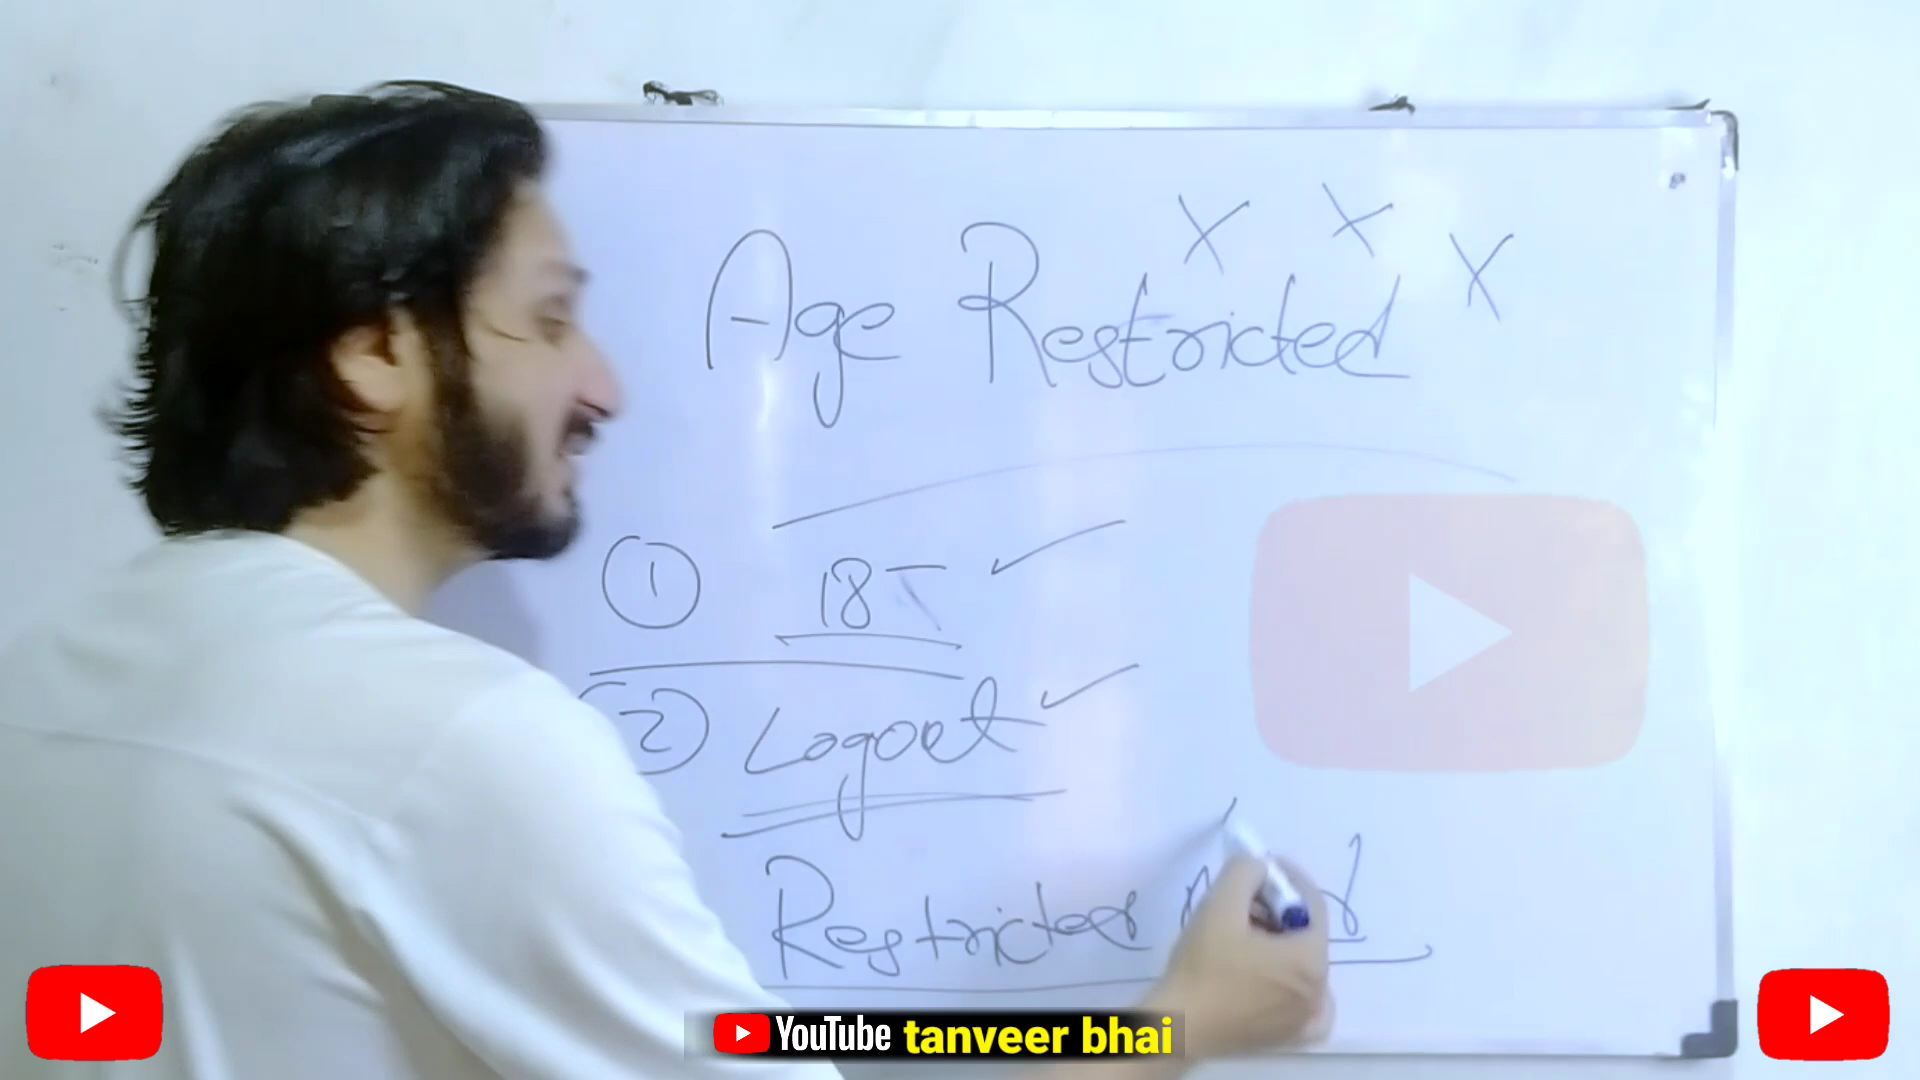 X X X
Age Restricted
① 18-
② Logout
Restricted
YouTube tanveer bhai